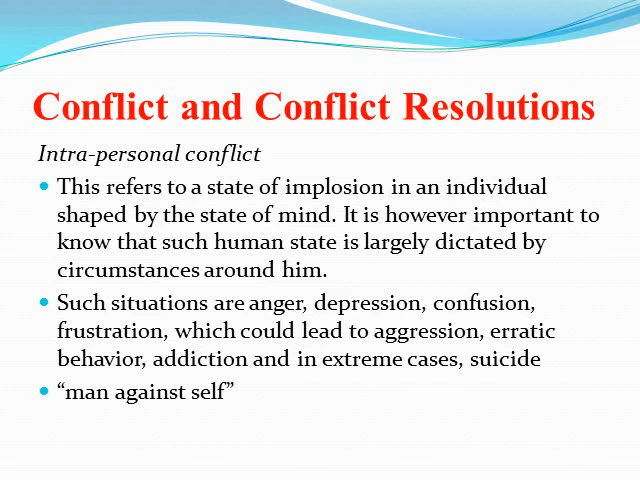 Conflict and Conflict Resolutions
Intra-personal conflict
This refers to a state of implosion in an individual
shaped by the state of mind. It is however important to
know that such human state is largely dictated by
circumstances around him.
Such situations are anger, depression, confusion,
frustration, which could lead to aggression, erratic
behavior, addiction and in extreme cases, suicide
“man against self”